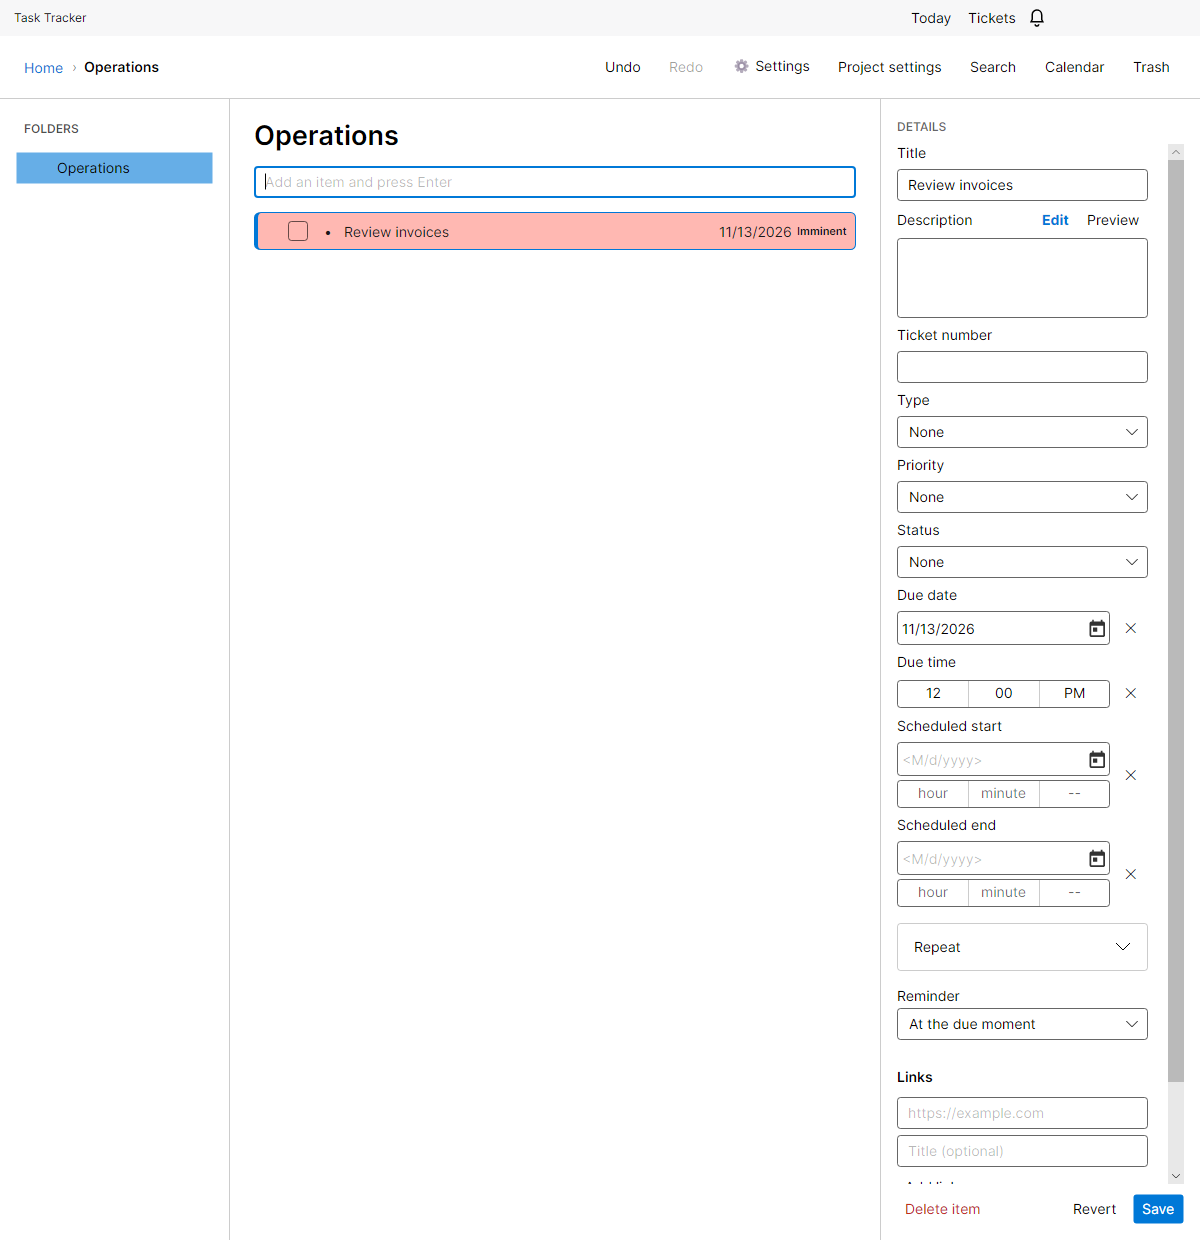 Task Tracker
Today Tickets
Home › Operations
Undo Redo Settings Project settings Search Calendar Trash
FOLDERS
Operations
Operations
Add an item and press Enter
• Review invoices 11/13/2026 Imminent
DETAILS
Title
Review invoices
Description Edit Preview
Ticket number
Type
None
Priority
None
Status
None
Due date
11/13/2026
Due time
12 00 PM
Scheduled start
<M/d/yyyy>
hour minute --
Scheduled end
<M/d/yyyy>
hour minute --
Repeat
Reminder
At the due moment
Links
https://example.com
Title (optional)
Delete item Revert Save